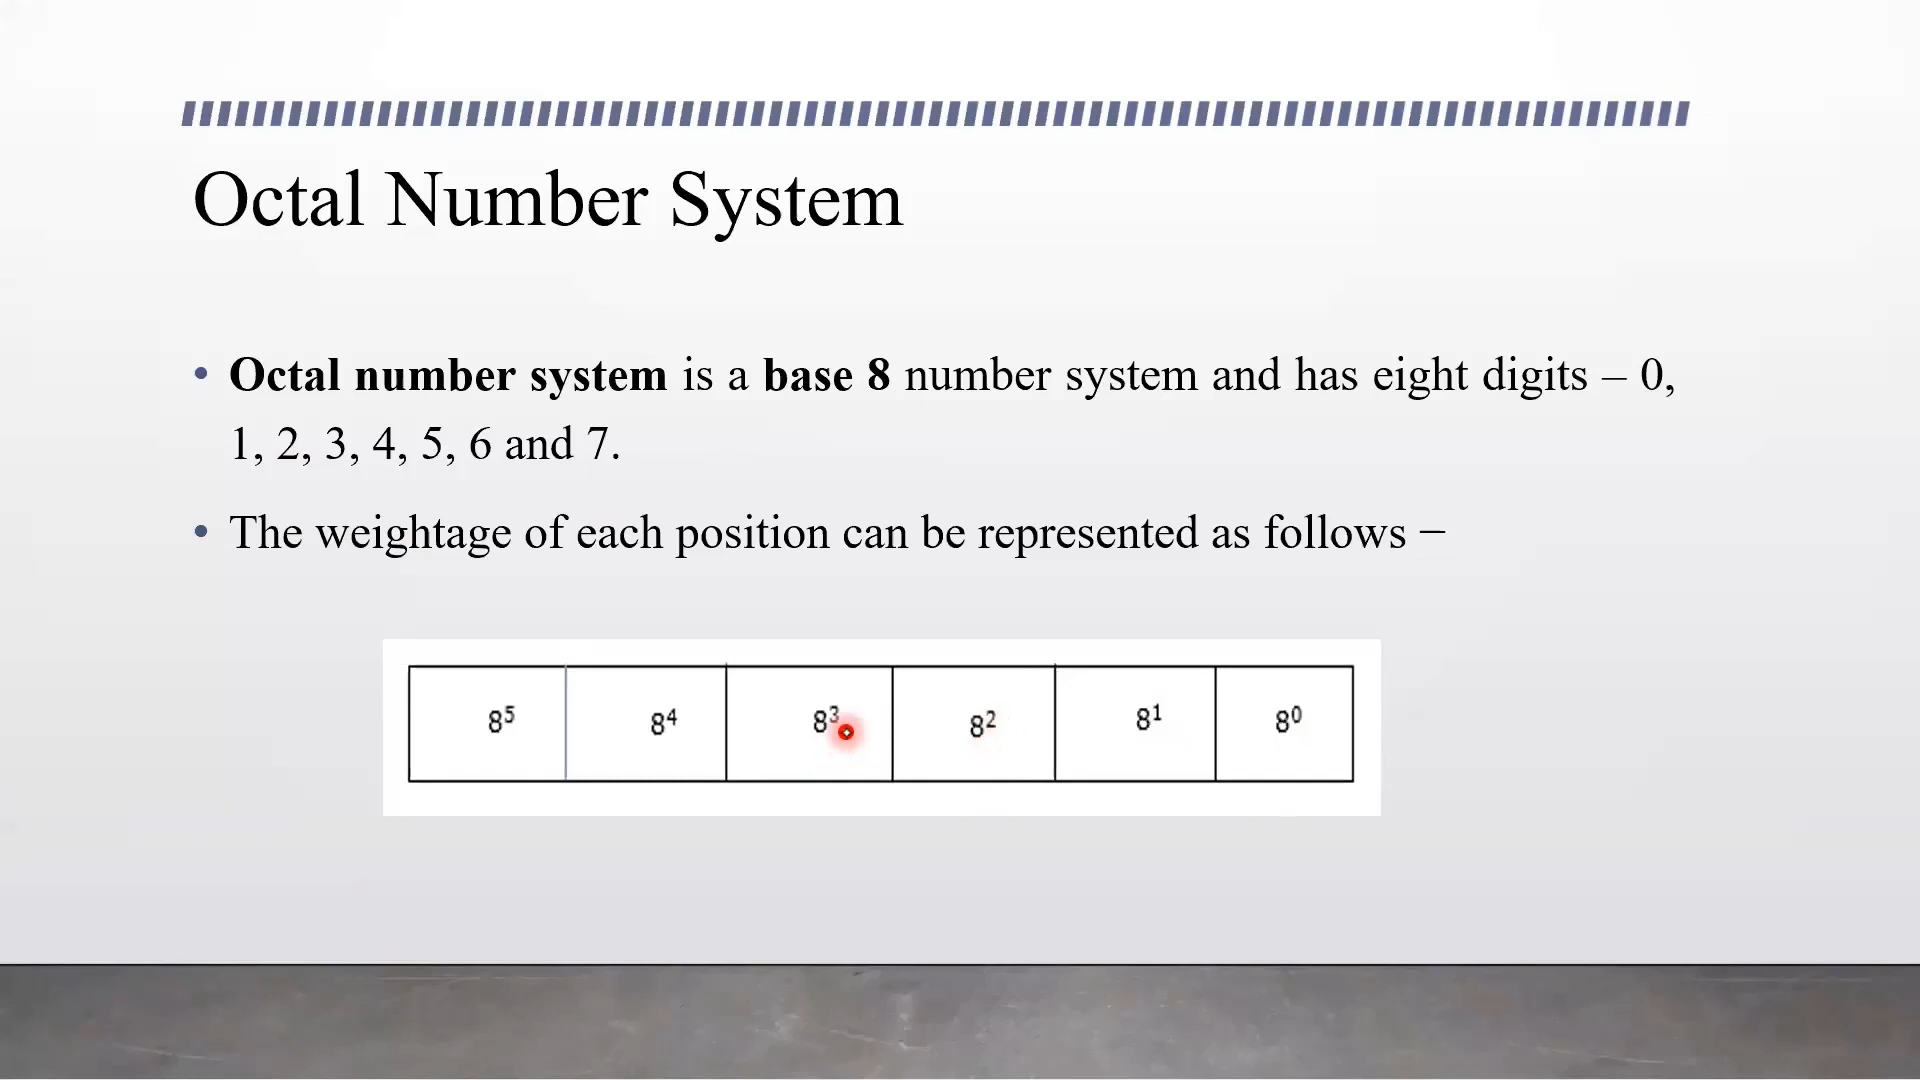 Octal Number System
• Octal number system is a base 8 number system and has eight digits – 0,
1, 2, 3, 4, 5, 6 and 7.
• The weightage of each position can be represented as follows −
8⁵ 8⁴ 8³ 8² 8¹ 8⁰